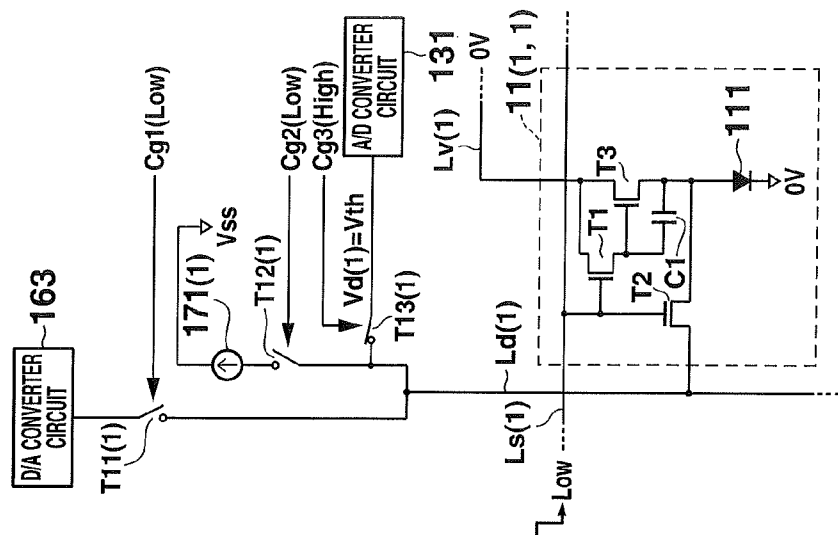 D/A CONVERTER
CIRCUIT
163
Cg1(Low)
T11(1)
171(1)
Vss
T12(1)
Cg2(Low)
Cg3(High)
Vd(1)=Vth
A/D CONVERTER
CIRCUIT
131
T13(1)
Ld(1)
Lv(1)
0V
11(1, 1)
Ls(1)
Low
T1
T3
T2
C1
111
0V